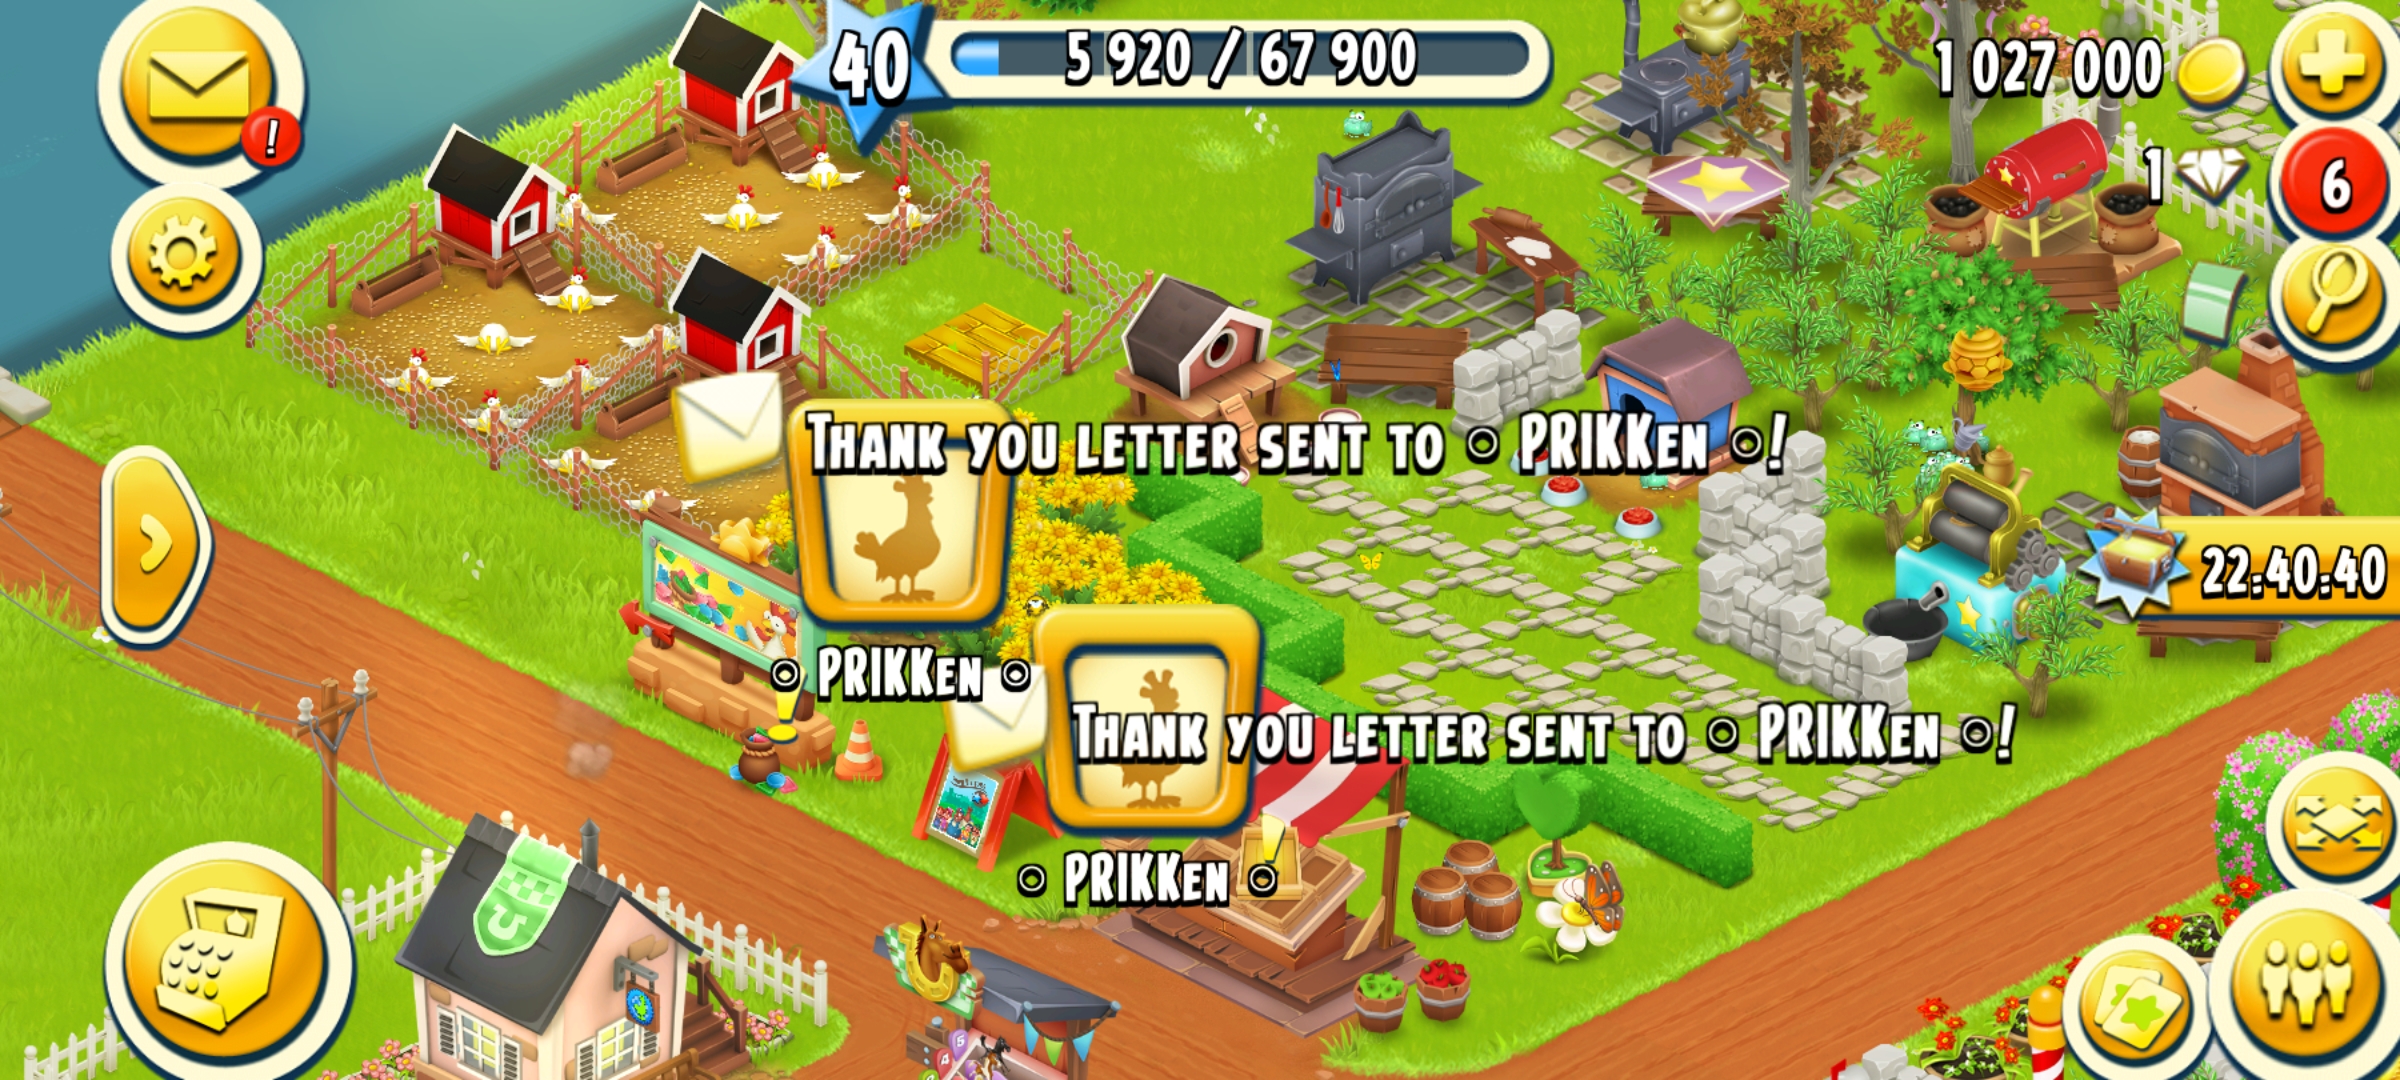 40
5 920 / 67 900
1 027 000
!
1
6
THANK YOU LETTER SENT TO ○ PRIKKEN ○!
22:40:40
○ PRIKKEN ○
THANK YOU LETTER SENT TO ○ PRIKKEN ○!
○ PRIKKEN ○